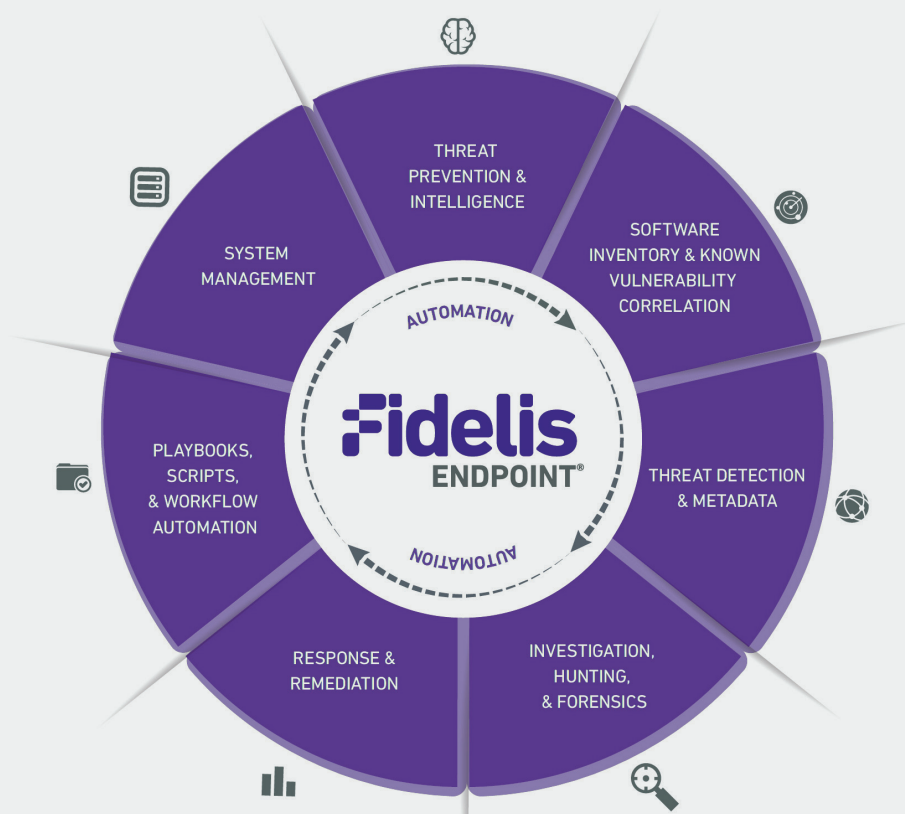 THREAT
PREVENTION &
INTELLIGENCE
SOFTWARE
INVENTORY & KNOWN
VULNERABILITY
CORRELATION
SYSTEM
MANAGEMENT
AUTOMATION
Fidelis
ENDPOINT®
THREAT DETECTION
& METADATA
PLAYBOOKS,
SCRIPTS,
& WORKFLOW
AUTOMATION
AUTOMATION
INVESTIGATION,
HUNTING,
& FORENSICS
RESPONSE &
REMEDIATION